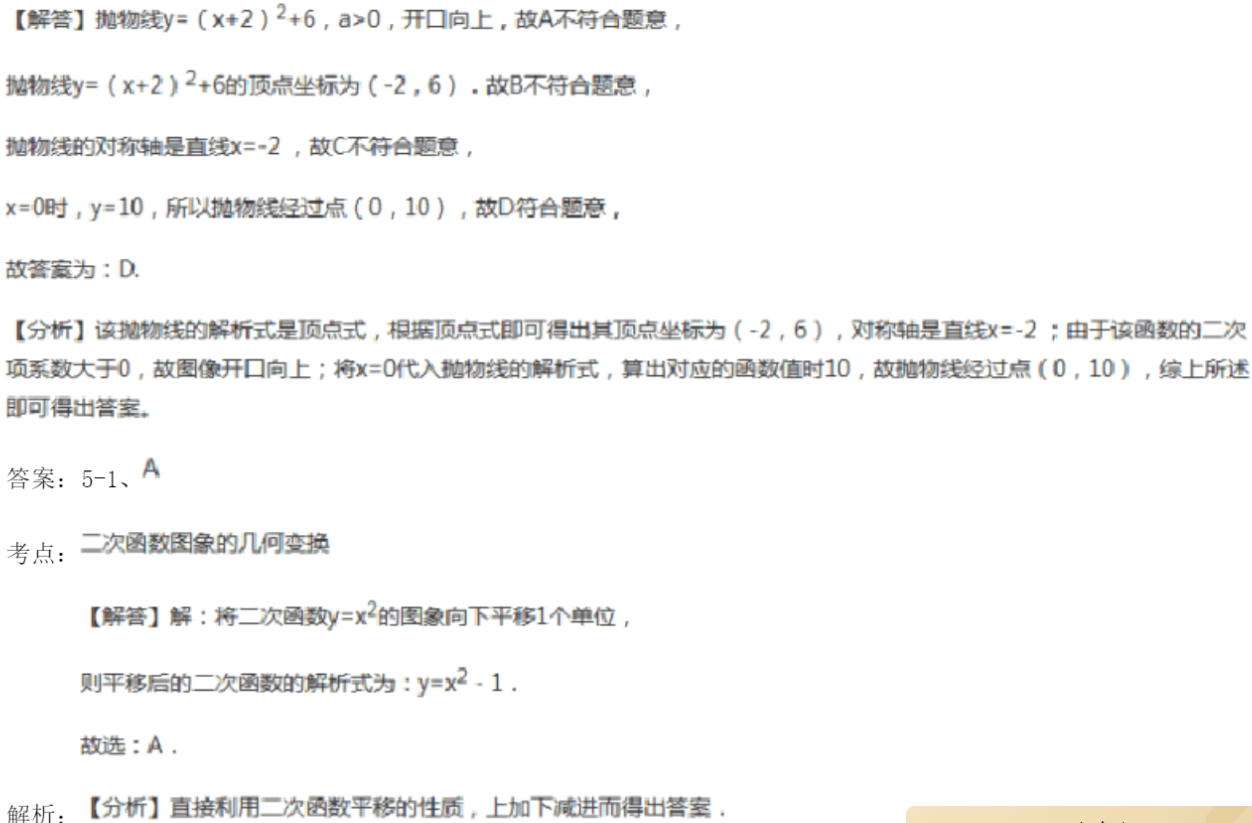 【解答】抛物线y=（x+2）²+6，a>0，开口向上，故A不符合题意，
抛物线y=（x+2）²+6的顶点坐标为（-2，6）．故B不符合题意，
抛物线的对称轴是直线x=-2 ，故C不符合题意，
x=0时，y=10，所以抛物线经过点（0，10），故D符合题意，
故答案为：D.
【分析】该抛物线的解析式是顶点式，根据顶点式即可得出其顶点坐标为（-2，6），对称轴是直线x=-2 ；由于该函数的二次
项系数大于0，故图像开口向上；将x=0代入抛物线的解析式，算出对应的函数值时10，故抛物线经过点（0，10），综上所述
即可得出答案。
答案：5-1、A
考点：二次函数图象的几何变换
【解答】解：将二次函数y=x²的图象向下平移1个单位，
则平移后的二次函数的解析式为：y=x²﹣1．
故选：A．
解析：【分析】直接利用二次函数平移的性质，上加下减进而得出答案．